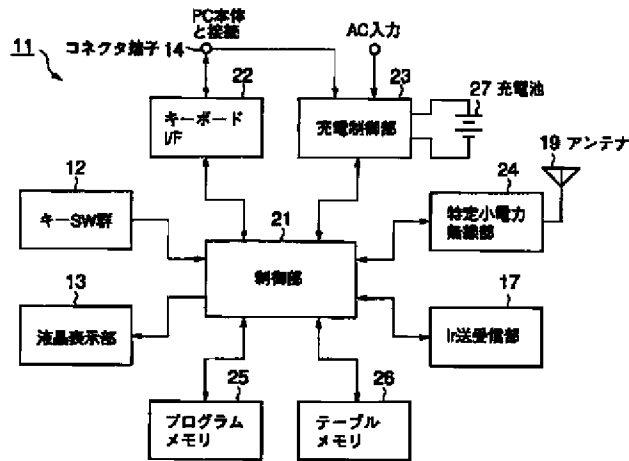 PC本体
と接続
AC入力
11
コネクタ端子 14
22
キーボード
I/F
23
充電制御部
27 充電池
19 アンテナ
12
キーSW群
21
制御部
24
特定小電力
無線部
13
液晶表示部
17
Ir送受信部
25
プログラム
メモリ
26
テーブル
メモリ